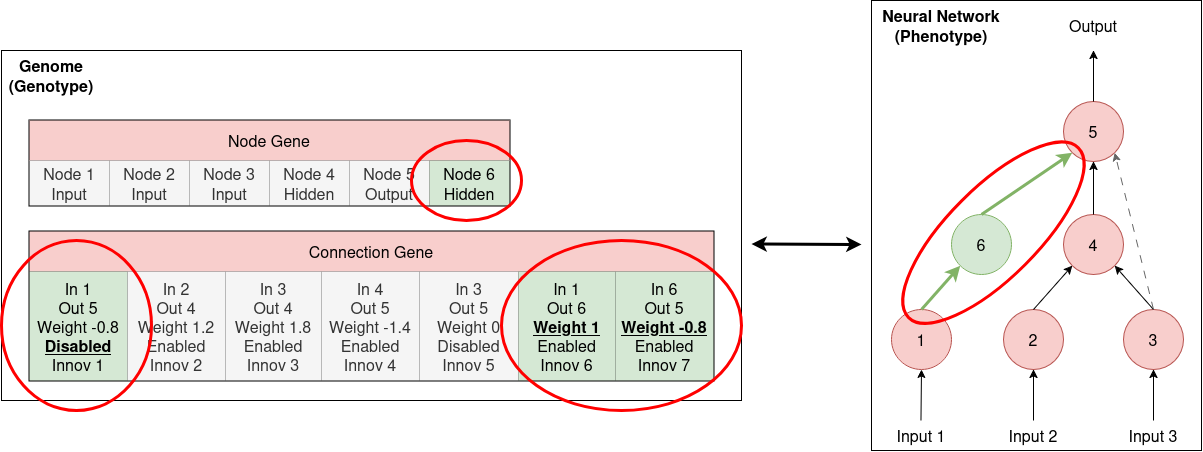 Genome
(Genotype)
Node Gene
Node 1 Node 2 Node 3 Node 4 Node 5 Node 6
Input Input Input Hidden Output Hidden
Connection Gene
In 1 In 2 In 3 In 4 In 3 In 1 In 6
Out 5 Out 4 Out 4 Out 5 Out 5 Out 6 Out 5
Weight -0.8 Weight 1.2 Weight 1.8 Weight -1.4 Weight 0 Weight 1 Weight -0.8
Disabled Enabled Enabled Enabled Disabled Enabled Enabled
Innov 1 Innov 2 Innov 3 Innov 4 Innov 5 Innov 6 Innov 7
Neural Network
(Phenotype)
Output
5
6 4
1 2 3
Input 1 Input 2 Input 3